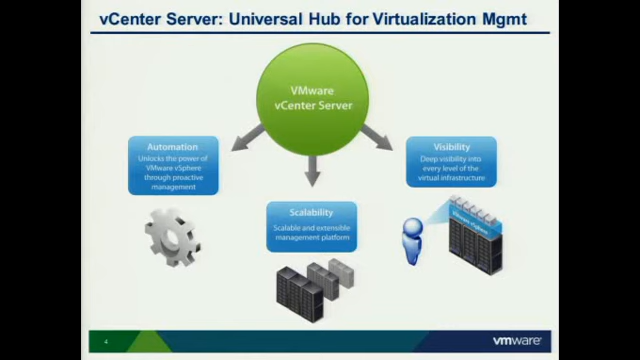 vCenter Server: Universal Hub for Virtualization Mgmt
VMware
vCenter Server
Automation
Unlocks the power of
VMware vSphere
through proactive
management
Scalability
Scalable and extensible
management platform
Visibility
Deep visibility into
every level of the
virtual infrastructure
VMware vSphere
4
vmware